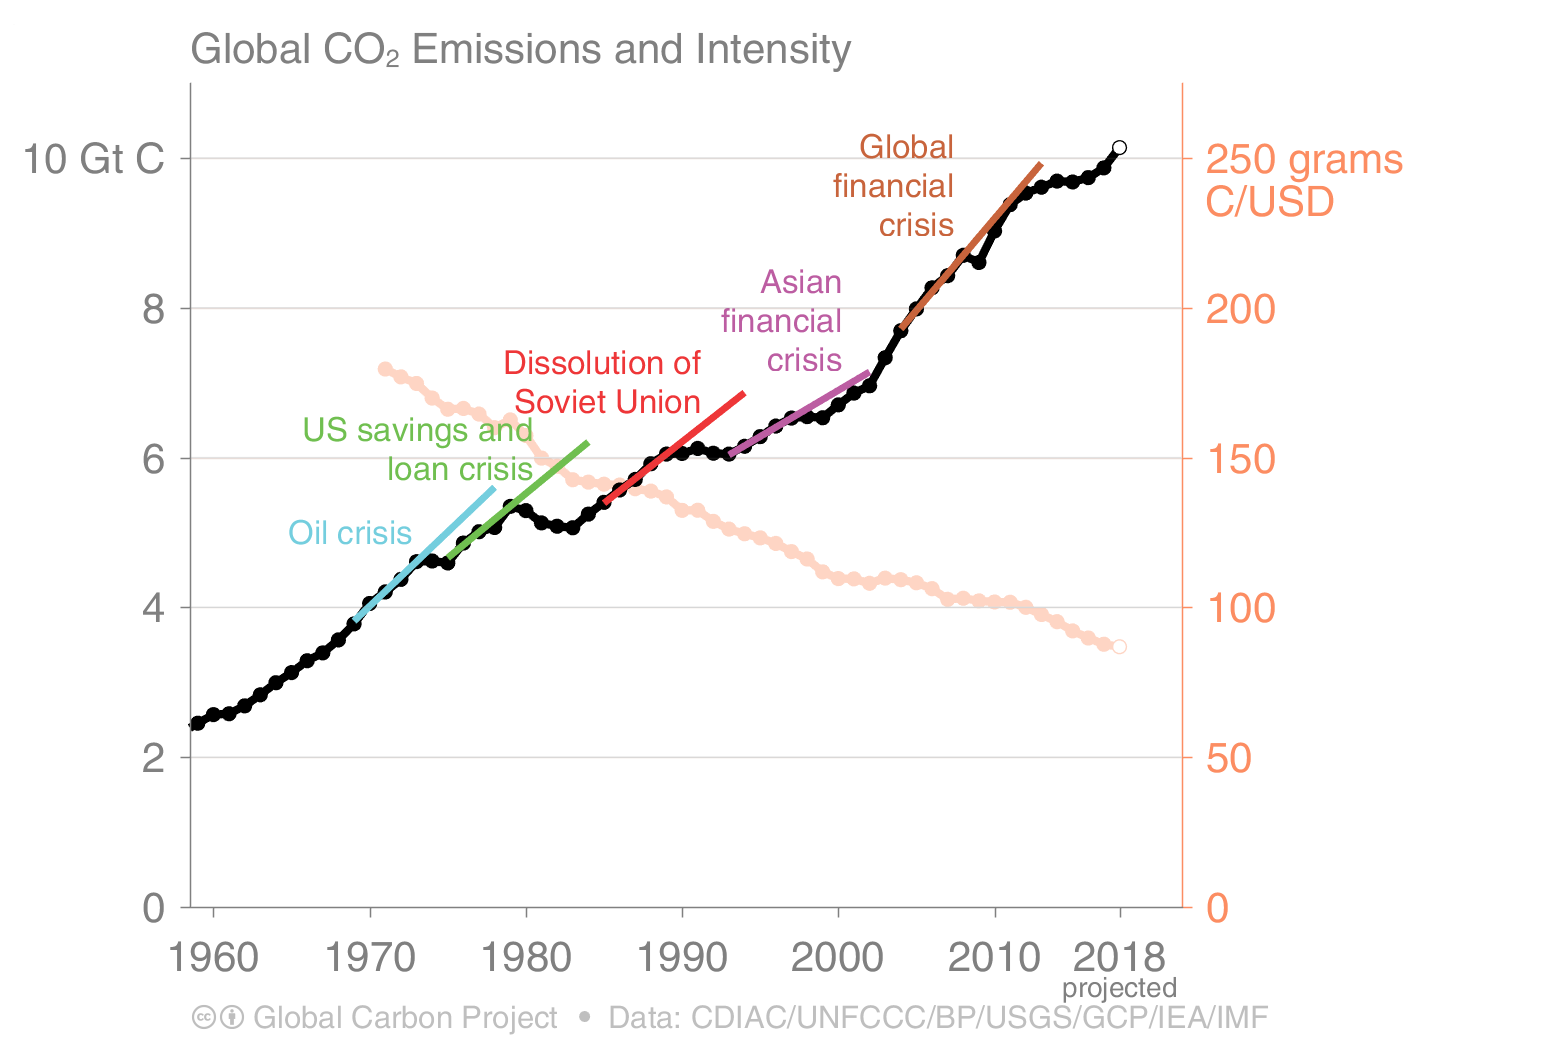 Global CO₂ Emissions and Intensity
10 Gt C
8
6
4
2
0
250 grams
C/USD
200
150
100
50
0
Global
financial
crisis
Asian
financial
crisis
Dissolution of
Soviet Union
US savings and
loan crisis
Oil crisis
1960 1970 1980 1990 2000 2010 2018
projected
cc Global Carbon Project • Data: CDIAC/UNFCCC/BP/USGS/GCP/IEA/IMF